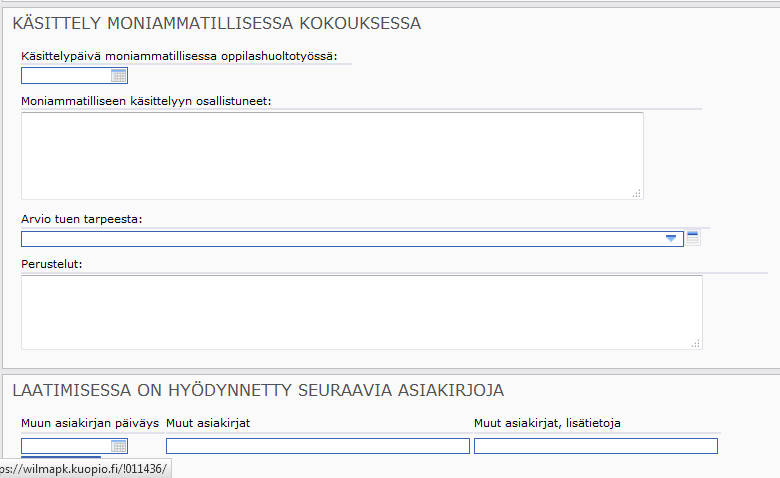 KÄSITTELY MONIAMMATILLISESSA KOKOUKSESSA
Käsittelypäivä moniammatillisessa oppilashuoltotyössä:
Moniammatilliseen käsittelyyn osallistuneet:
Arvio tuen tarpeesta:
Perustelut:
LAATIMISESSA ON HYÖDYNNETTY SEURAAVIA ASIAKIRJOJA
Muun asiakirjan päiväys Muut asiakirjat Muut asiakirjat, lisätietoja
ps://wilmapk.kuopio.fi/!011436/